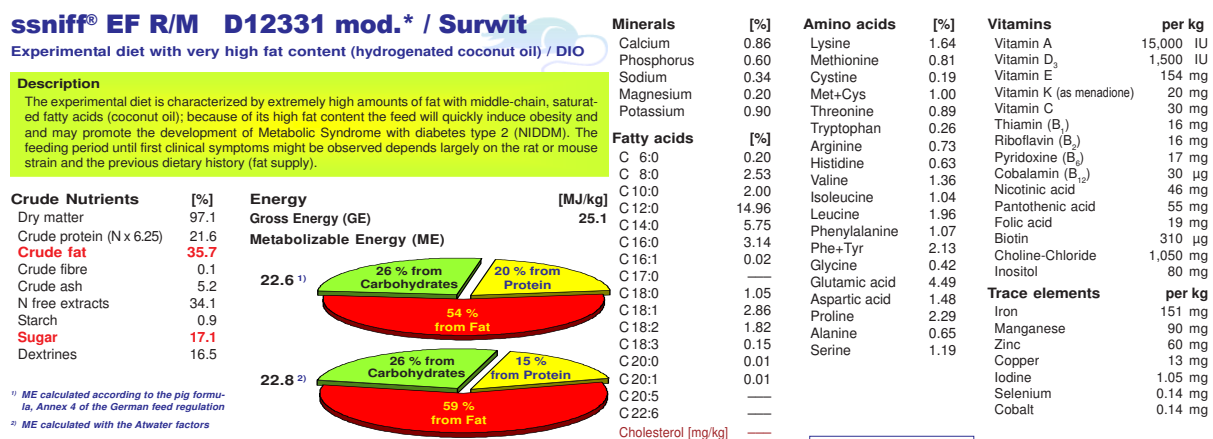 ssniff® EF R/M D12331 mod.* / Surwit
Experimental diet with very high fat content (hydrogenated coconut oil) / DIO
Description
The experimental diet is characterized by extremely high amounts of fat with middle-chain, saturat-
ed fatty acids (coconut oil); because of its high fat content the feed will quickly induce obesity and
and may promote the development of Metabolic Syndrome with diabetes type 2 (NIDDM). The
feeding period until first clinical symptoms might be observed depends largely on the rat or mouse
strain and the previous dietary history (fat supply).
Crude Nutrients [%]
Dry matter 97.1
Crude protein (N x 6.25) 21.6
Crude fat 35.7
Crude fibre 0.1
Crude ash 5.2
N free extracts 34.1
Starch 0.9
Sugar 17.1
Dextrines 16.5
1) ME calculated according to the pig formu-
la, Annex 4 of the German feed regulation
2) ME calculated with the Atwater factors
Energy [MJ/kg]
Gross Energy (GE) 25.1
Metabolizable Energy (ME)
22.6 1)
26 % from
Carbohydrates
20 % from
Protein
54 %
from Fat
22.8 2)
26 % from
Carbohydrates
15 %
from Protein
59 %
from Fat
Minerals [%]
Calcium 0.86
Phosphorus 0.60
Sodium 0.34
Magnesium 0.20
Potassium 0.90
Fatty acids [%]
C 6:0 0.20
C 8:0 2.53
C 10:0 2.00
C 12:0 14.96
C 14:0 5.75
C 16:0 3.14
C 16:1 0.02
C 17:0 —
C 18:0 1.05
C 18:1 2.86
C 18:2 1.82
C 18:3 0.15
C 20:0 0.01
C 20:1 0.01
C 20:5 —
C 22:6 —
Cholesterol [mg/kg] —
Amino acids [%]
Lysine 1.64
Methionine 0.81
Cystine 0.19
Met+Cys 1.00
Threonine 0.89
Tryptophan 0.26
Arginine 0.73
Histidine 0.63
Valine 1.36
Isoleucine 1.04
Leucine 1.96
Phenylalanine 1.07
Phe+Tyr 2.13
Glycine 0.42
Glutamic acid 4.49
Aspartic acid 1.48
Proline 2.29
Alanine 0.65
Serine 1.19
Vitamins per kg
Vitamin A 15,000 IU
Vitamin D3 1,500 IU
Vitamin E 154 mg
Vitamin K (as menadione) 20 mg
Vitamin C 30 mg
Thiamin (B1) 16 mg
Riboflavin (B2) 16 mg
Pyridoxine (B6) 17 mg
Cobalamin (B12) 30 µg
Nicotinic acid 46 mg
Pantothenic acid 55 mg
Folic acid 19 mg
Biotin 310 µg
Choline-Chloride 1,050 mg
Inositol 80 mg
Trace elements per kg
Iron 151 mg
Manganese 90 mg
Zinc 60 mg
Copper 13 mg
Iodine 1.05 mg
Selenium 0.14 mg
Cobalt 0.14 mg